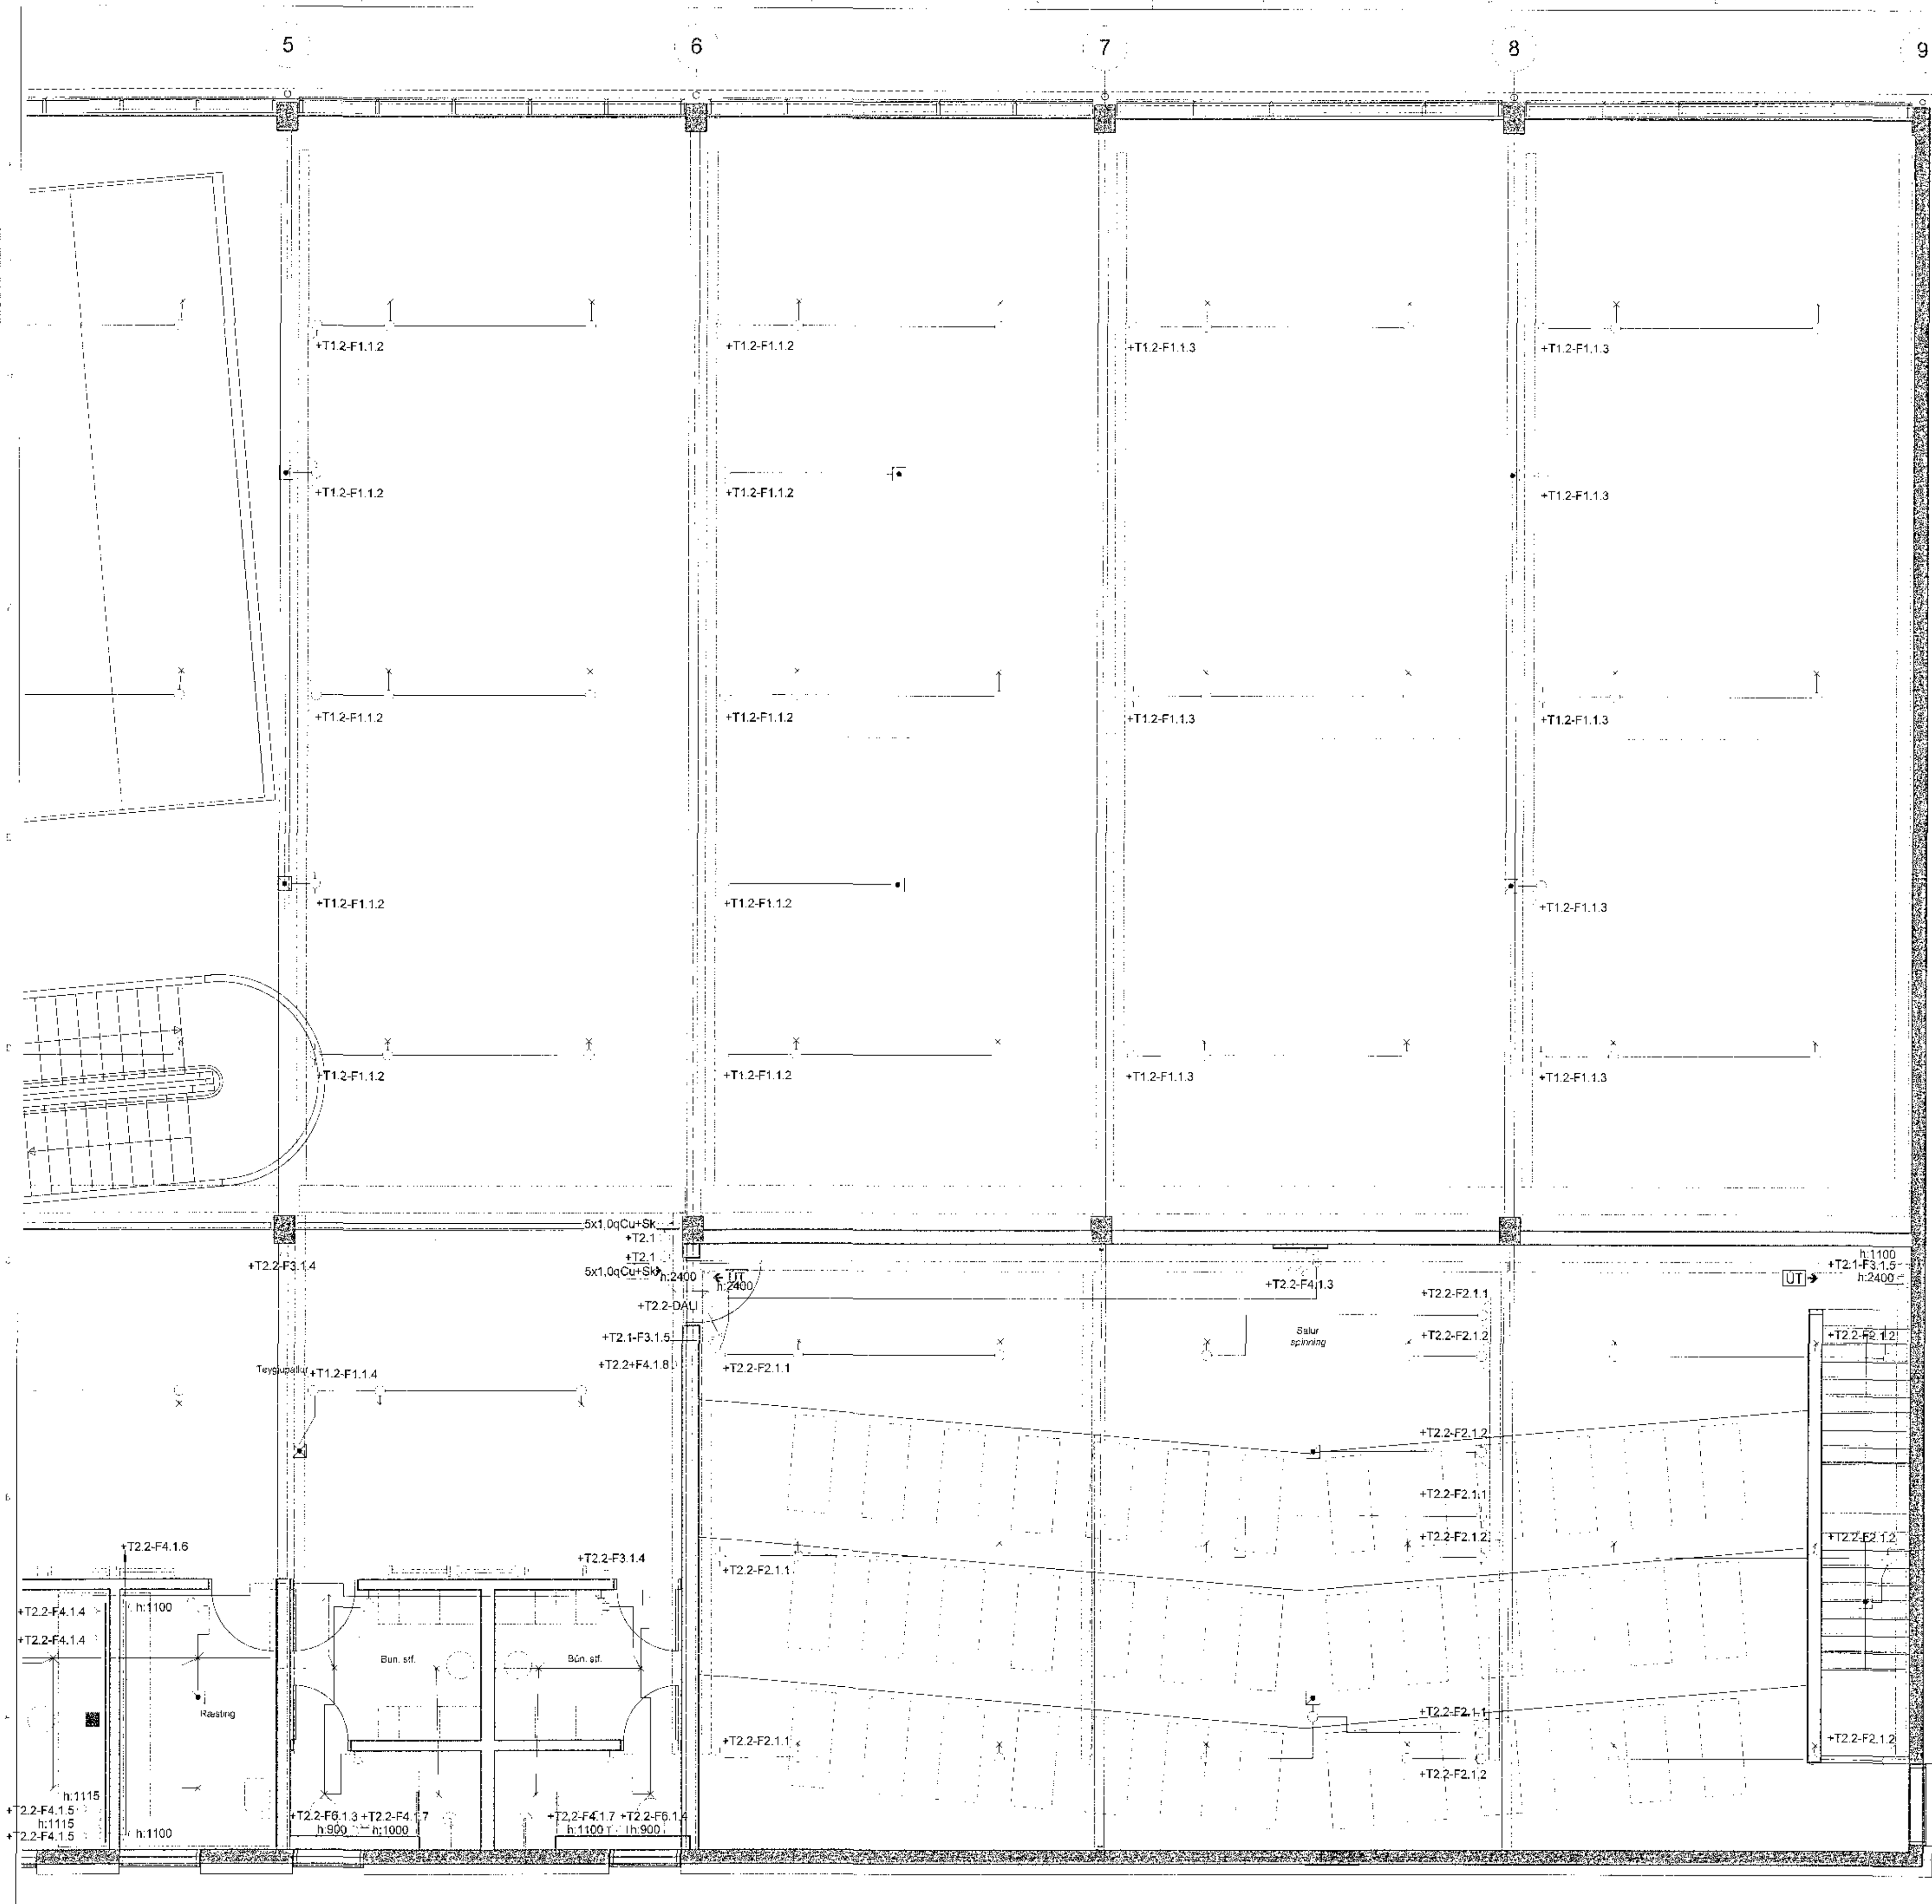 5
6
7
8
9
+T1.2-F1.1.2
+T1.2-F1.1.2
+T1.2-F1.1.3
+T1.2-F1.1.3
+T1.2-F1.1.2
+T1.2-F1.1.2
+T1.2-F1.1.3
+T1.2-F1.1.2
+T1.2-F1.1.2
+T1.2-F1.1.3
+T1.2-F1.1.3
+T1.2-F1.1.2
+T1.2-F1.1.2
+T1.2-F1.1.3
+T1.2-F1.1.2
+T1.2-F1.1.2
+T1.2-F1.1.3
+T1.2-F1.1.3
5x1,0qCu+Sk
+T2.1
+T2.1
5x1,0qCu+Sk
h:2400
ÚT
h:2400
+T2.2-F3.1.4
+T2.2-DALI
+T2.1-F3.1.5
+T2.2+F4.1.8
+T2.2-F4.1.3
h:1100
+T2.1-F3.1.5
h:2400
ÚT
+T2.2-F2.1.1
Salur
spinning
+T2.2-F2.1.2
+T2.2-F2.1.2
+T2.2-F2.1.1
Teygjupallur
+T1.2-F1.1.4
+T2.2-F2.1.2
+T2.2-F2.1.1
+T2.2-F2.1.2
+T2.2-F2.1.2
+T2.2-F4.1.6
+T2.2-F3.1.4
+T2.2-F2.1.1
+T2.2-F4.1.4
h:1100
+T2.2-F4.1.4
Bún. stf.
Bún. stf.
Ræsting
+T2.2-F2.1.1
+T2.2-F2.1.1
+T2.2-F2.1.2
+T2.2-F2.1.2
h:1115
+T2.2-F4.1.5
h:1115
+T2.2-F4.1.5
h:1100
+T2.2-F6.1.3
h:900
+T2.2-F4.1.7
h:1000
+T2.2-F4.1.7
h:1100
+T2.2-F6.1.4
h:900